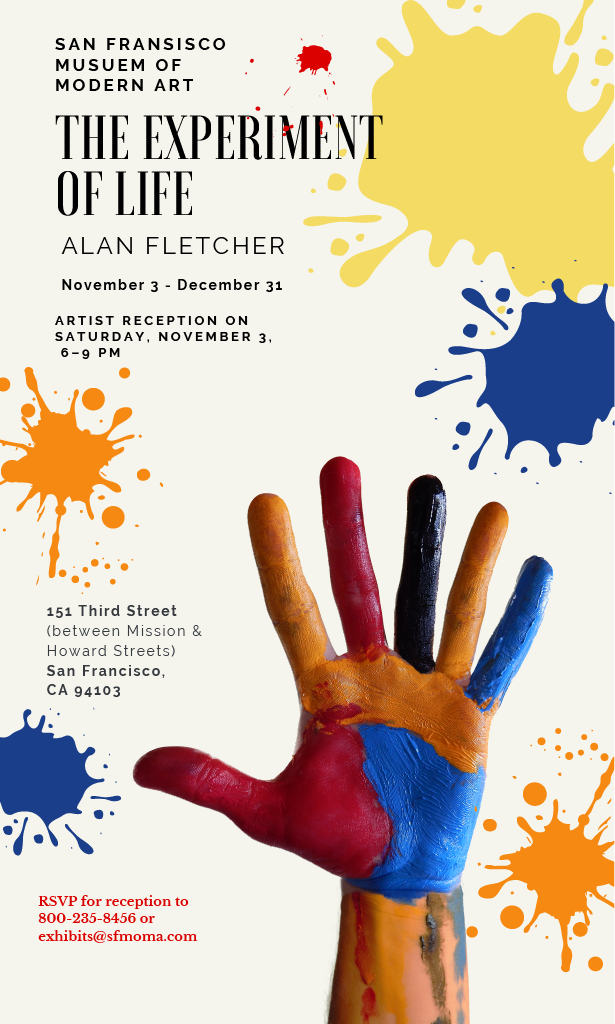 SAN FRANSISCO
MUSUEM OF
MODERN ART
THE EXPERIMENT
OF LIFE
ALAN FLETCHER
November 3 - December 31
ARTIST RECEPTION ON
SATURDAY, NOVEMBER 3,
6–9 PM
151 Third Street
(between Mission &
Howard Streets)
San Francisco,
CA 94103
RSVP for reception to
800-235-8456 or
exhibits@sfmoma.com